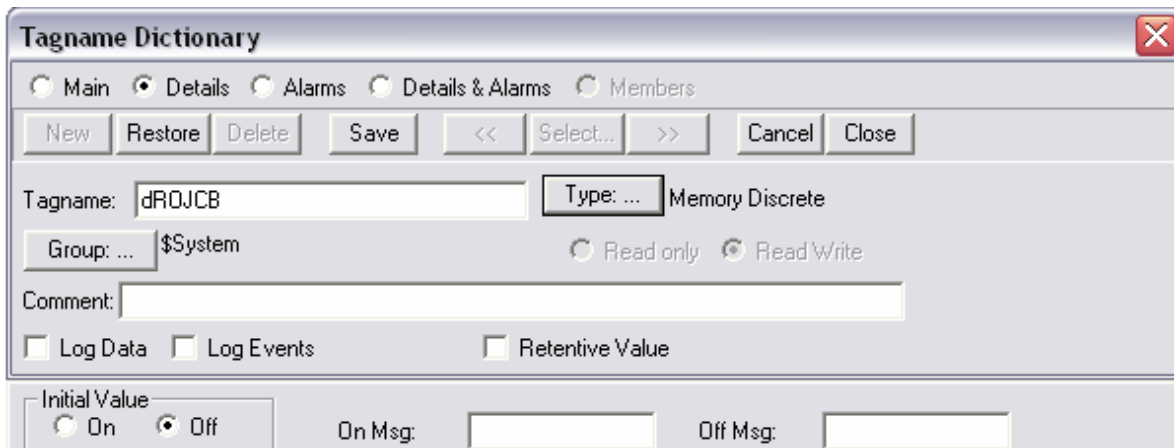 Tagname Dictionary
Main Details Alarms Details & Alarms Members
New Restore Delete Save << Select... >> Cancel Close
Tagname: dROJCB Type: ... Memory Discrete
Group: ... $System Read only Read Write
Comment:
Log Data Log Events Retentive Value
Initial Value
On Off On Msg: Off Msg: